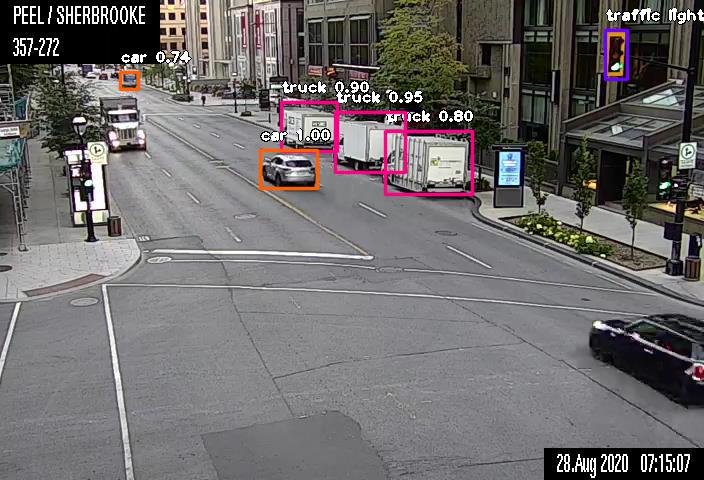 PEEL / SHERBROOKE
357-272
traffic light
car 0.74
truck 0.90
truck 0.95
truck 0.80
car 1.00
28.Aug 2020 07:15:07